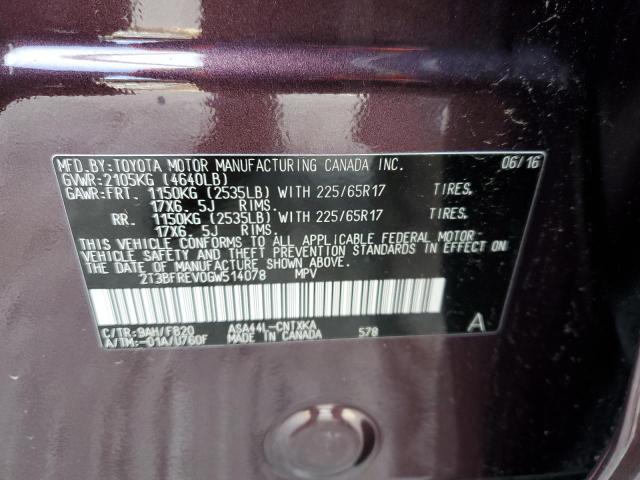 MFD.BY:TOYOTA MOTOR MANUFACTURING CANADA INC. 06/16
GVWR:2105KG (4640LB)
GAWR:FRT. 1150KG (2535LB) WITH 225/65R17 TIRES,
17X6.5J RIMS.
RR. 1150KG (2535LB) WITH 225/65R17 TIRES,
17X6.5J RIMS.
THIS VEHICLE CONFORMS TO ALL APPLICABLE FEDERAL MOTOR
VEHICLE SAFETY AND THEFT PREVENTION STANDARDS IN EFFECT ON
THE DATE OF MANUFACTURE SHOWN ABOVE.
2T3BFREV0GW514078 MPV
C/TR:9AH/FB20 ASA44L-CNTXKA 578 A
A/TM:-01A/U760F MADE IN CANADA